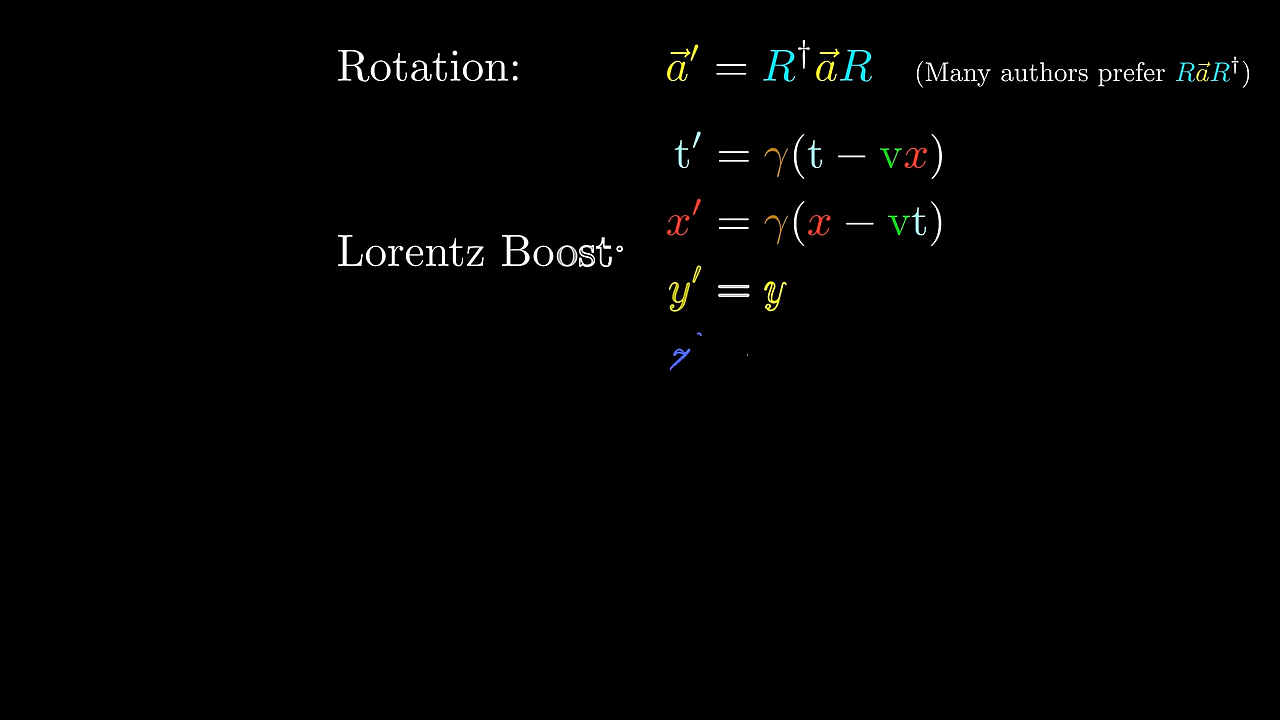 Rotation: a⃗′ = R†a⃗R (Many authors prefer Ra⃗R†)
t′ = γ(t − vx)
x′ = γ(x − vt)
Lorentz Boost:
y′ = y